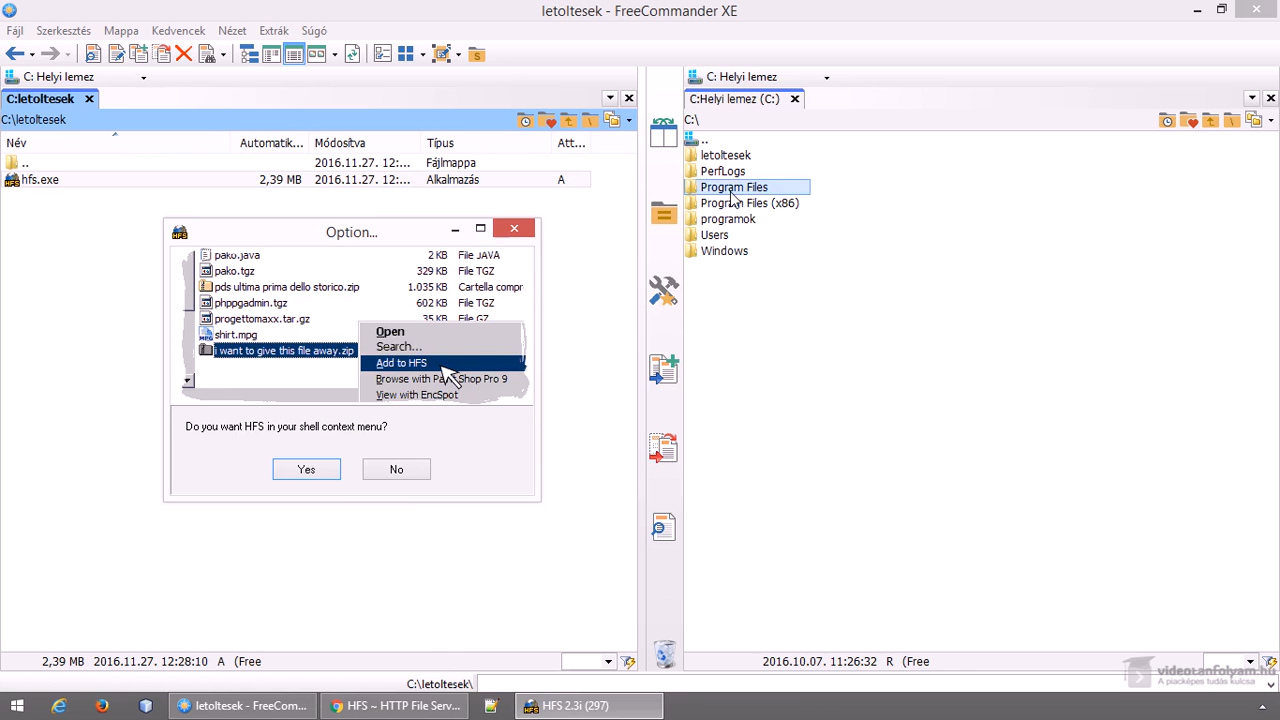 letoltesek - FreeCommander XE
Fájl Szerkesztés Mappa Kedvencek Nézet Extrák Súgó
C: Helyi lemez
C:letoltesek
C:\letoltesek
Név Automatik... Módosítva Típus Att...
.. 2016.11.27. 12:... Fájlmappa
hfs.exe 2,39 MB 2016.11.27. 12:... Alkalmazás A
Option...
pako.java 2 KB File JAVA
pako.tgz 329 KB File TGZ
pds ultima prima dello storico.zip 1.035 KB Cartella compr
phppgadmin.tgz 602 KB File TGZ
progettomaxx.tar.gz 35 KB File GZ
shirt.mpg
i want to give this file away.zip
Open
Search...
Add to HFS
Browse with Paint Shop Pro 9
View with EncSpot
Do you want HFS in your shell context menu?
Yes No
2,39 MB 2016.11.27. 12:28:10 A (Free
C: Helyi lemez
C:Helyi lemez (C:)
C:\
..
letoltesek
PerfLogs
Program Files
Program Files (x86)
programok
Users
Windows
2016.10.07. 11:26:32 R (Free
videotanfolyam.hu
A piacképes tudás kulcsa
C:\letoltesek\
letoltesek - FreeCom... HFS ~ HTTP File Serv... HFS 2.3i (297)